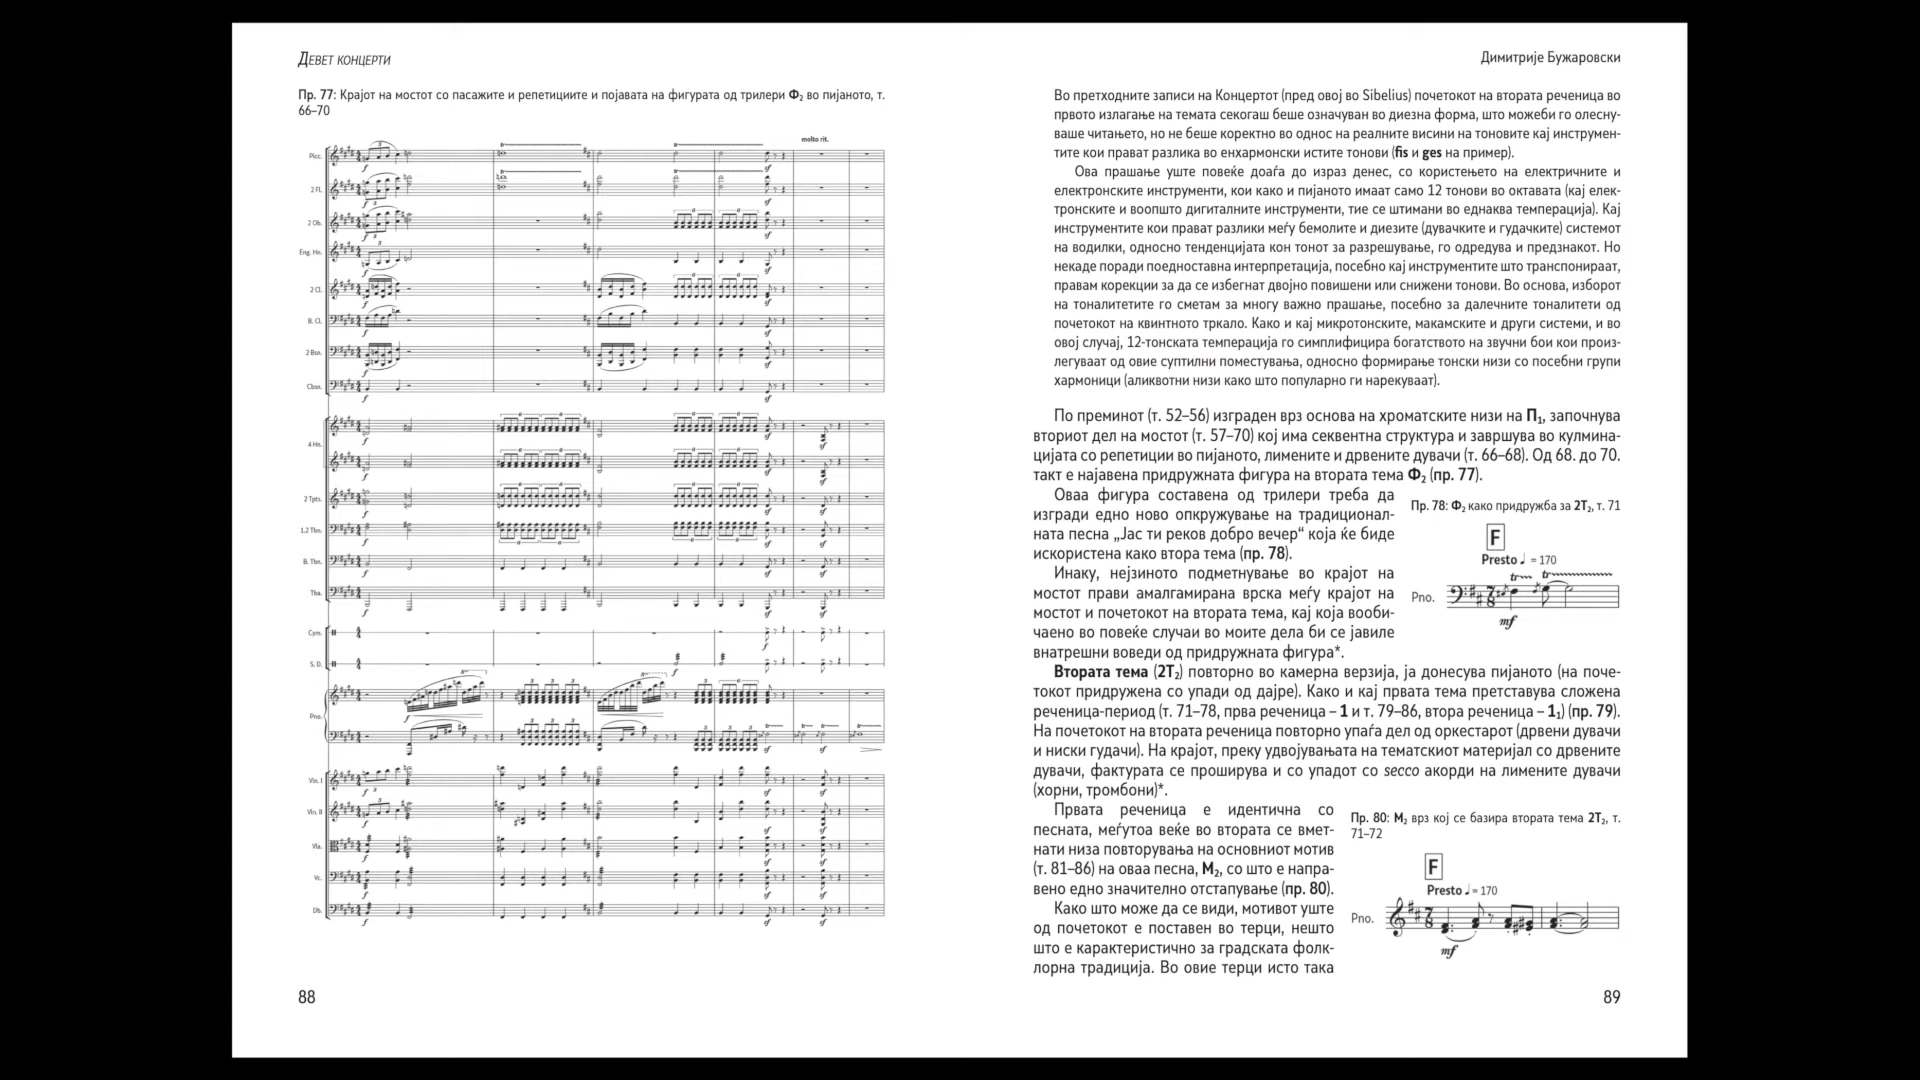 Девет концерти
Пр. 77: Крајот на мостот со пасажите и репетициите и појавата на фигурата од трилери Ф₂ во пијаното, т.
66–70
molto rit.
Picc.
2 Fl.
2 Ob.
Eng. Hn.
2 Cl.
B. Cl.
2 Bsn.
Cbsn.
4 Hn.
2 Tpts.
1,2 Tbn.
B. Tbn.
Tba.
Cym.
S. D.
Pno.
Vln. I
Vln. II
Vla.
Vc.
Db.
88
Димитрије Бужаровски
Во претходните записи на Концертот (пред овој во Sibelius) почетокот на втората реченица во
првото излагање на темата секогаш беше означуван во диезна форма, што можеби го олесну-
ваше читањето, но не беше коректно во однос на реалните висини на тоновите кај инструмен-
тите кои прават разлика во енхармонски истите тонови (fis и ges на пример).
Ова прашање уште повеќе доаѓа до израз денес, со користењето на електричните и
електронските инструменти, кои како и пијаното имаат само 12 тонови во октавата (кај елек-
тронските и воопшто дигиталните инструменти, тие се штимани во еднаква темперација). Кај
инструментите кои прават разлики меѓу бемолите и диезите (дувачките и гудачките) системот
на водилки, односно тенденцијата кон тонот за разрешување, го одредува и предзнакот. Но
некаде поради поедноставна интерпретација, посебно кај инструментите што транспонираат,
правам корекции за да се избегнат двојно повишени или снижени тонови. Во основа, изборот
на тоналитетите го сметам за многу важно прашање, посебно за далечните тоналитети од
почетокот на квинтното тркало. Како и кај микротонските, макамските и други системи, и во
овој случај, 12-тонската темперација го симплифицира богатството на звучни бои кои произ-
легуваат од овие суптилни поместувања, односно формирање тонски низи со посебни групи
хармоници (аликвотни низи како што популарно ги нарекуваат).
По преминот (т. 52–56) изграден врз основа на хроматските низи на П₁, започнува
вториот дел на мостот (т. 57–70) кој има секвентна структура и завршува во кулмина-
цијата со репетиции во пијаното, лимените и дрвените дувачи (т. 66–68). Од 68. до 70.
такт е најавена придружната фигура на втората тема Ф₂ (пр. 77).
Оваа фигура составена од трилери треба да
изгради едно ново опкружување на традиционал-
ната песна „Јас ти реков добро вечер“ која ќе биде
искористена како втора тема (пр. 78).
Инаку, нејзиното подметнување во крајот на
мостот прави амалгамирана врска меѓу крајот на
мостот и почетокот на втората тема, кај која вооби-
чаено во повеќе случаи во моите дела би се јавиле
внатрешни воведи од придружната фигура*.
Пр. 78: Ф₂ како придружба за 2Т₂, т. 71
F
Presto ♩ = 170
Pno.
mf
Втората тема (2Т₂) повторно во камерна верзија, ја донесува пијаното (на поче-
токот придружена со упади од дајре). Како и кај првата тема претставува сложена
реченица-период (т. 71–78, прва реченица – 1 и т. 79–86, втора реченица – 1₁) (пр. 79).
На почетокот на втората реченица повторно упаѓа дел од оркестарот (дрвени дувачи
и ниски гудачи). На крајот, преку удвојувањата на тематскиот материјал со дрвените
дувачи, фактурата се проширува и со упадот со secco акорди на лимените дувачи
(хорни, тромбони)*.
Првата реченица е идентична со
песната, меѓутоа веќе во втората се вмет-
нати низа повторувања на основниот мотив
(т. 81–86) на оваа песна, М₂, со што е напра-
вено едно значително отстапување (пр. 80).
Како што може да се види, мотивот уште
од почетокот е поставен во терци, нешто
што е карактеристично за градската фолк-
лорна традиција. Во овие терци исто така
Пр. 80: М₂ врз кој се базира втората тема 2Т₂, т.
71–72
F
Presto ♩ = 170
Pno.
mf
89